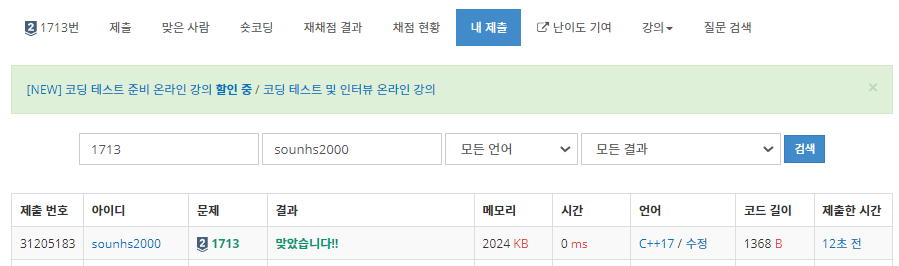 2 1713번 제출 맞은 사람 숏코딩 재채점 결과 채점 현황 내 제출 난이도 기여 강의 질문 검색
[NEW] 코딩 테스트 준비 온라인 강의 할인 중 / 코딩 테스트 및 인터뷰 온라인 강의 ×
1713 sounhs2000 모든 언어 모든 결과 검색
제출 번호 아이디 문제 결과 메모리 시간 언어 코드 길이 제출한 시간
31205183 sounhs2000 2 1713 맞았습니다!! 2024 KB 0 ms C++17 / 수정 1368 B 12초 전